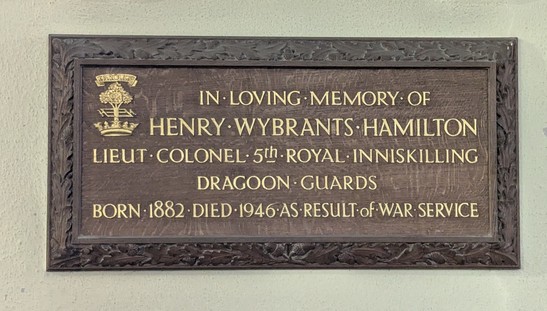 IN·LOVING·MEMORY·OF
HENRY·WYBRANTS·HAMILTON
LIEUT·COLONEL·5th·ROYAL·INNISKILLING
DRAGOON·GUARDS
BORN·1882·DIED·1946·AS·RESULT·of·WAR·SERVICE